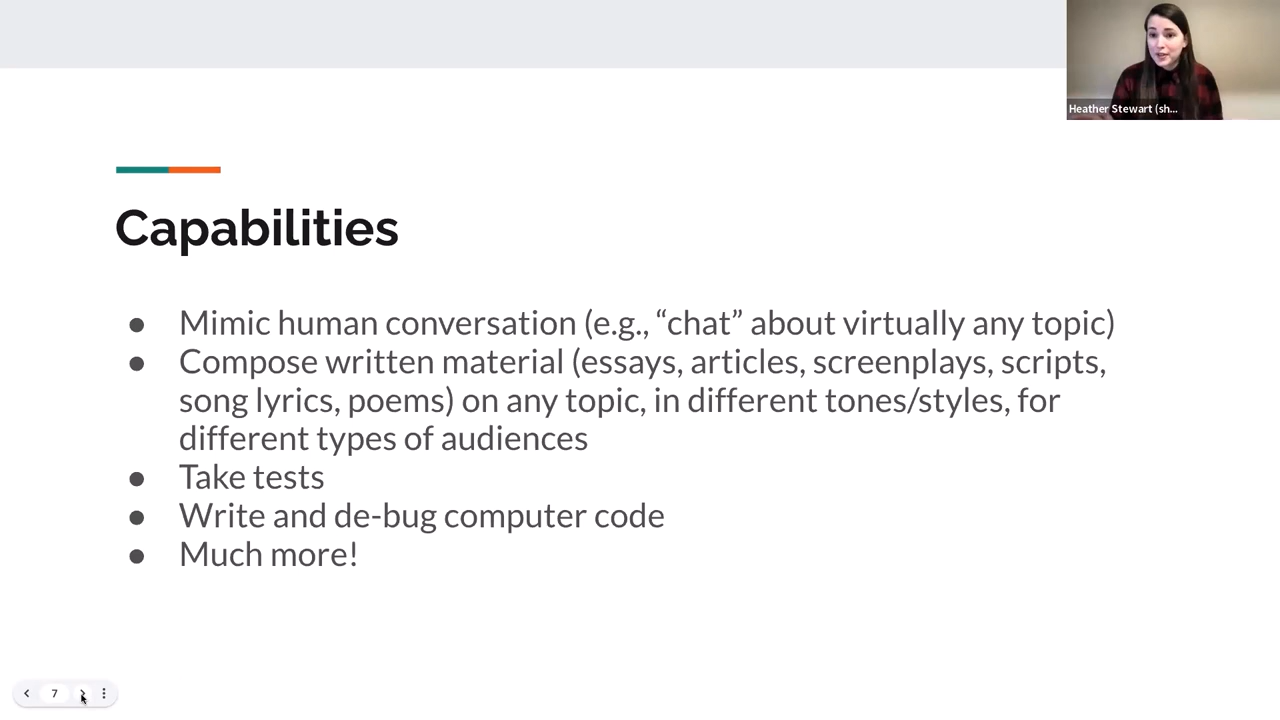 Heather Stewart (sh...
Capabilities
● Mimic human conversation (e.g., “chat” about virtually any topic)
● Compose written material (essays, articles, screenplays, scripts,
song lyrics, poems) on any topic, in different tones/styles, for
different types of audiences
● Take tests
● Write and de-bug computer code
● Much more!
7